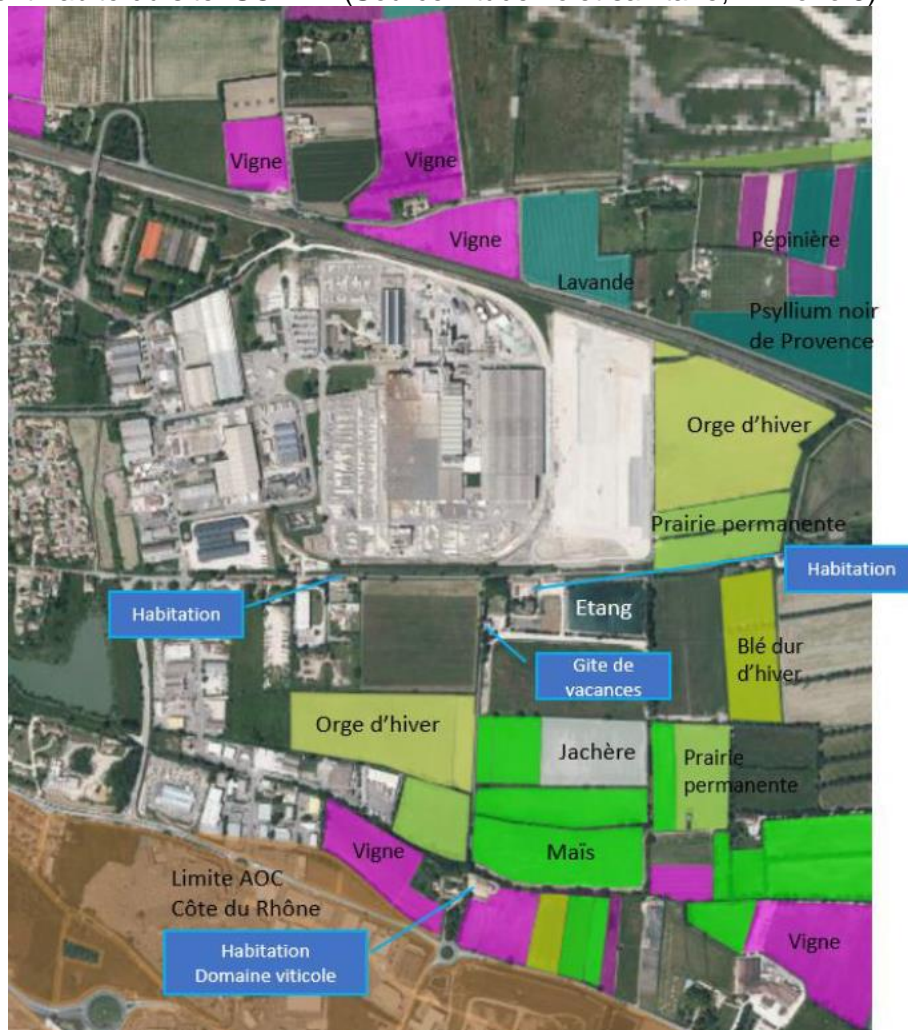 Vigne
Vigne
Vigne
Pépinière
Lavande
Psyllium noir
de Provence
Orge d'hiver
Prairie permanente
Habitation
Habitation
Etang
Blé dur
d'hiver
Gite de
vacances
Orge d'hiver
Jachère
Prairie
permanente
Vigne
Maïs
Limite AOC
Côte du Rhône
Habitation
Domaine viticole
Vigne